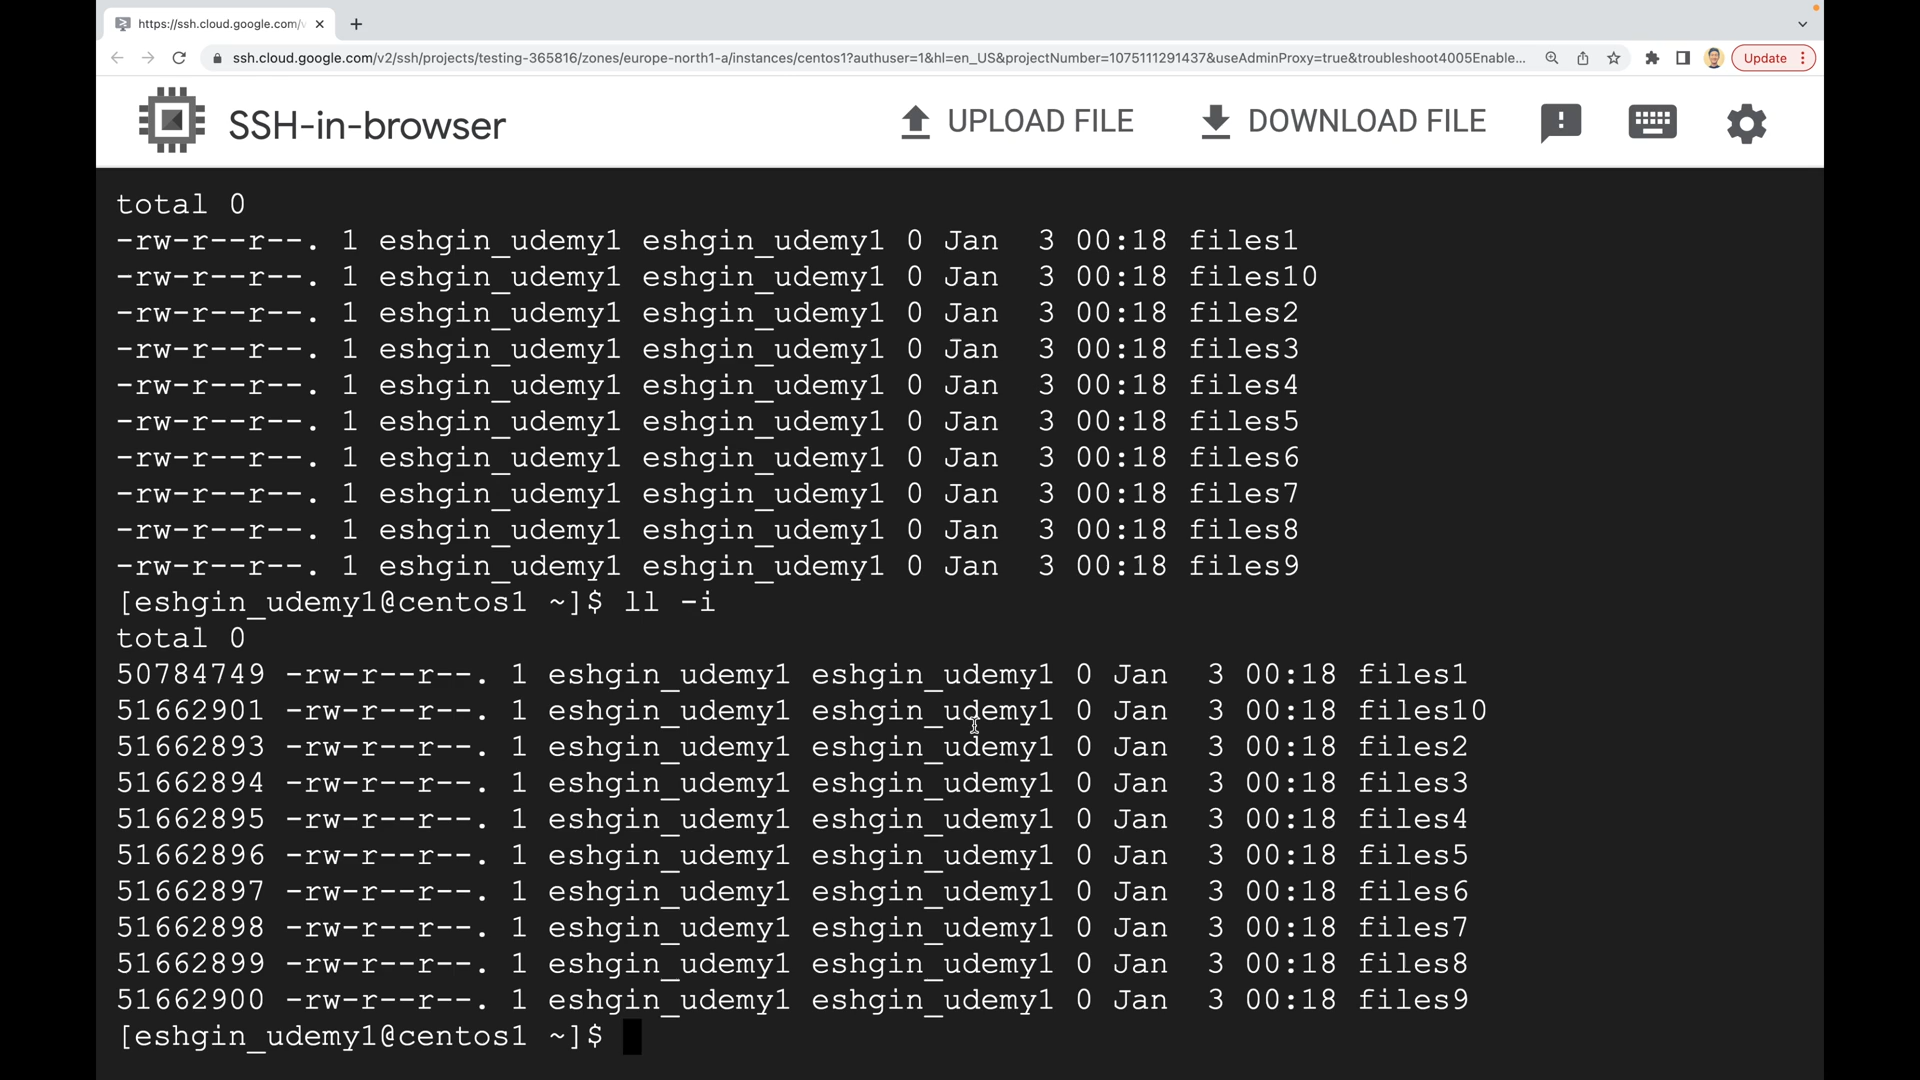 https://ssh.cloud.google.com/v
ssh.cloud.google.com/v2/ssh/projects/testing-365816/zones/europe-north1-a/instances/centos1?authuser=1&hl=en_US&projectNumber=1075111291437&useAdminProxy=true&troubleshoot4005Enable...
Update
SSH-in-browser
UPLOAD FILE
DOWNLOAD FILE
total 0
-rw-r--r--. 1 eshgin_udemy1 eshgin_udemy1 0 Jan  3 00:18 files1
-rw-r--r--. 1 eshgin_udemy1 eshgin_udemy1 0 Jan  3 00:18 files10
-rw-r--r--. 1 eshgin_udemy1 eshgin_udemy1 0 Jan  3 00:18 files2
-rw-r--r--. 1 eshgin_udemy1 eshgin_udemy1 0 Jan  3 00:18 files3
-rw-r--r--. 1 eshgin_udemy1 eshgin_udemy1 0 Jan  3 00:18 files4
-rw-r--r--. 1 eshgin_udemy1 eshgin_udemy1 0 Jan  3 00:18 files5
-rw-r--r--. 1 eshgin_udemy1 eshgin_udemy1 0 Jan  3 00:18 files6
-rw-r--r--. 1 eshgin_udemy1 eshgin_udemy1 0 Jan  3 00:18 files7
-rw-r--r--. 1 eshgin_udemy1 eshgin_udemy1 0 Jan  3 00:18 files8
-rw-r--r--. 1 eshgin_udemy1 eshgin_udemy1 0 Jan  3 00:18 files9
[eshgin_udemy1@centos1 ~]$ ll -i
total 0
50784749 -rw-r--r--. 1 eshgin_udemy1 eshgin_udemy1 0 Jan  3 00:18 files1
51662901 -rw-r--r--. 1 eshgin_udemy1 eshgin_udemy1 0 Jan  3 00:18 files10
51662893 -rw-r--r--. 1 eshgin_udemy1 eshgin_udemy1 0 Jan  3 00:18 files2
51662894 -rw-r--r--. 1 eshgin_udemy1 eshgin_udemy1 0 Jan  3 00:18 files3
51662895 -rw-r--r--. 1 eshgin_udemy1 eshgin_udemy1 0 Jan  3 00:18 files4
51662896 -rw-r--r--. 1 eshgin_udemy1 eshgin_udemy1 0 Jan  3 00:18 files5
51662897 -rw-r--r--. 1 eshgin_udemy1 eshgin_udemy1 0 Jan  3 00:18 files6
51662898 -rw-r--r--. 1 eshgin_udemy1 eshgin_udemy1 0 Jan  3 00:18 files7
51662899 -rw-r--r--. 1 eshgin_udemy1 eshgin_udemy1 0 Jan  3 00:18 files8
51662900 -rw-r--r--. 1 eshgin_udemy1 eshgin_udemy1 0 Jan  3 00:18 files9
[eshgin_udemy1@centos1 ~]$